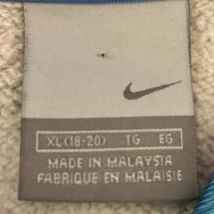 XL(18-20) TG EG
MADE IN MALAYSIA
FABRIQUE EN MALAISIE